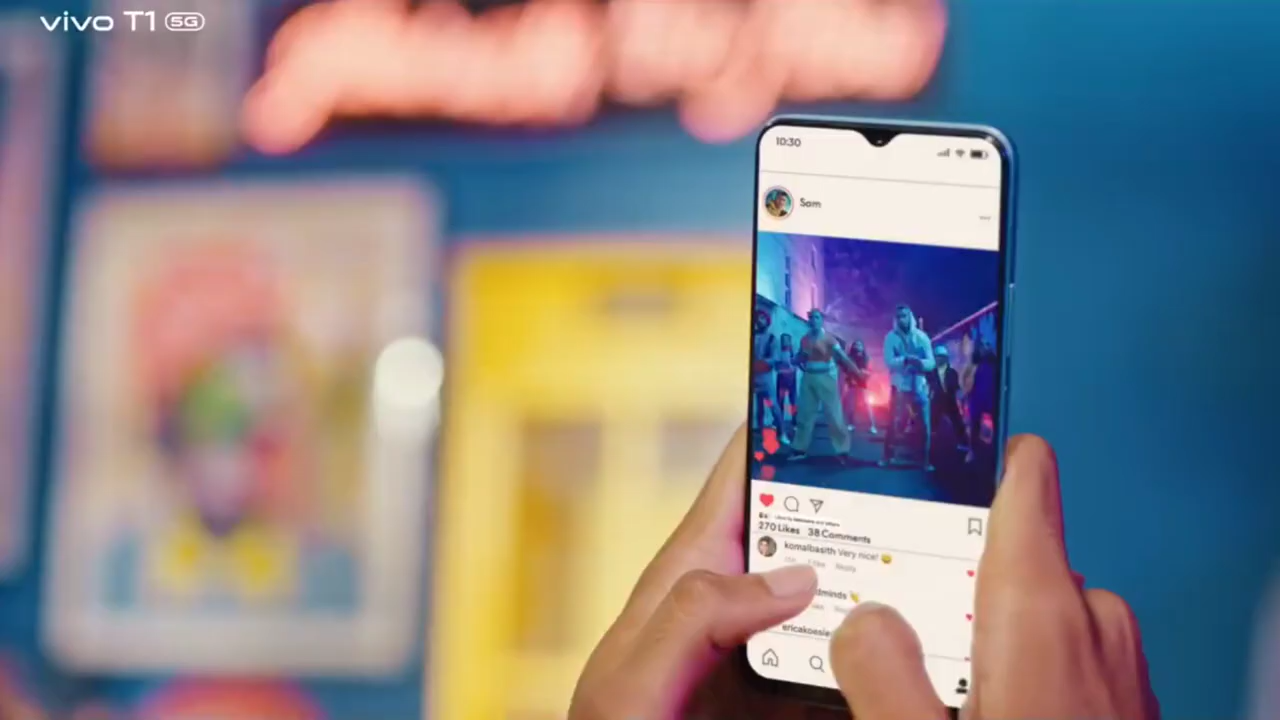 vivo T1 5G
10:30
Sam
270 Likes 38 Comments
komalbasith Very nice! 😄
Reply
dminds 👏
ericakoesie